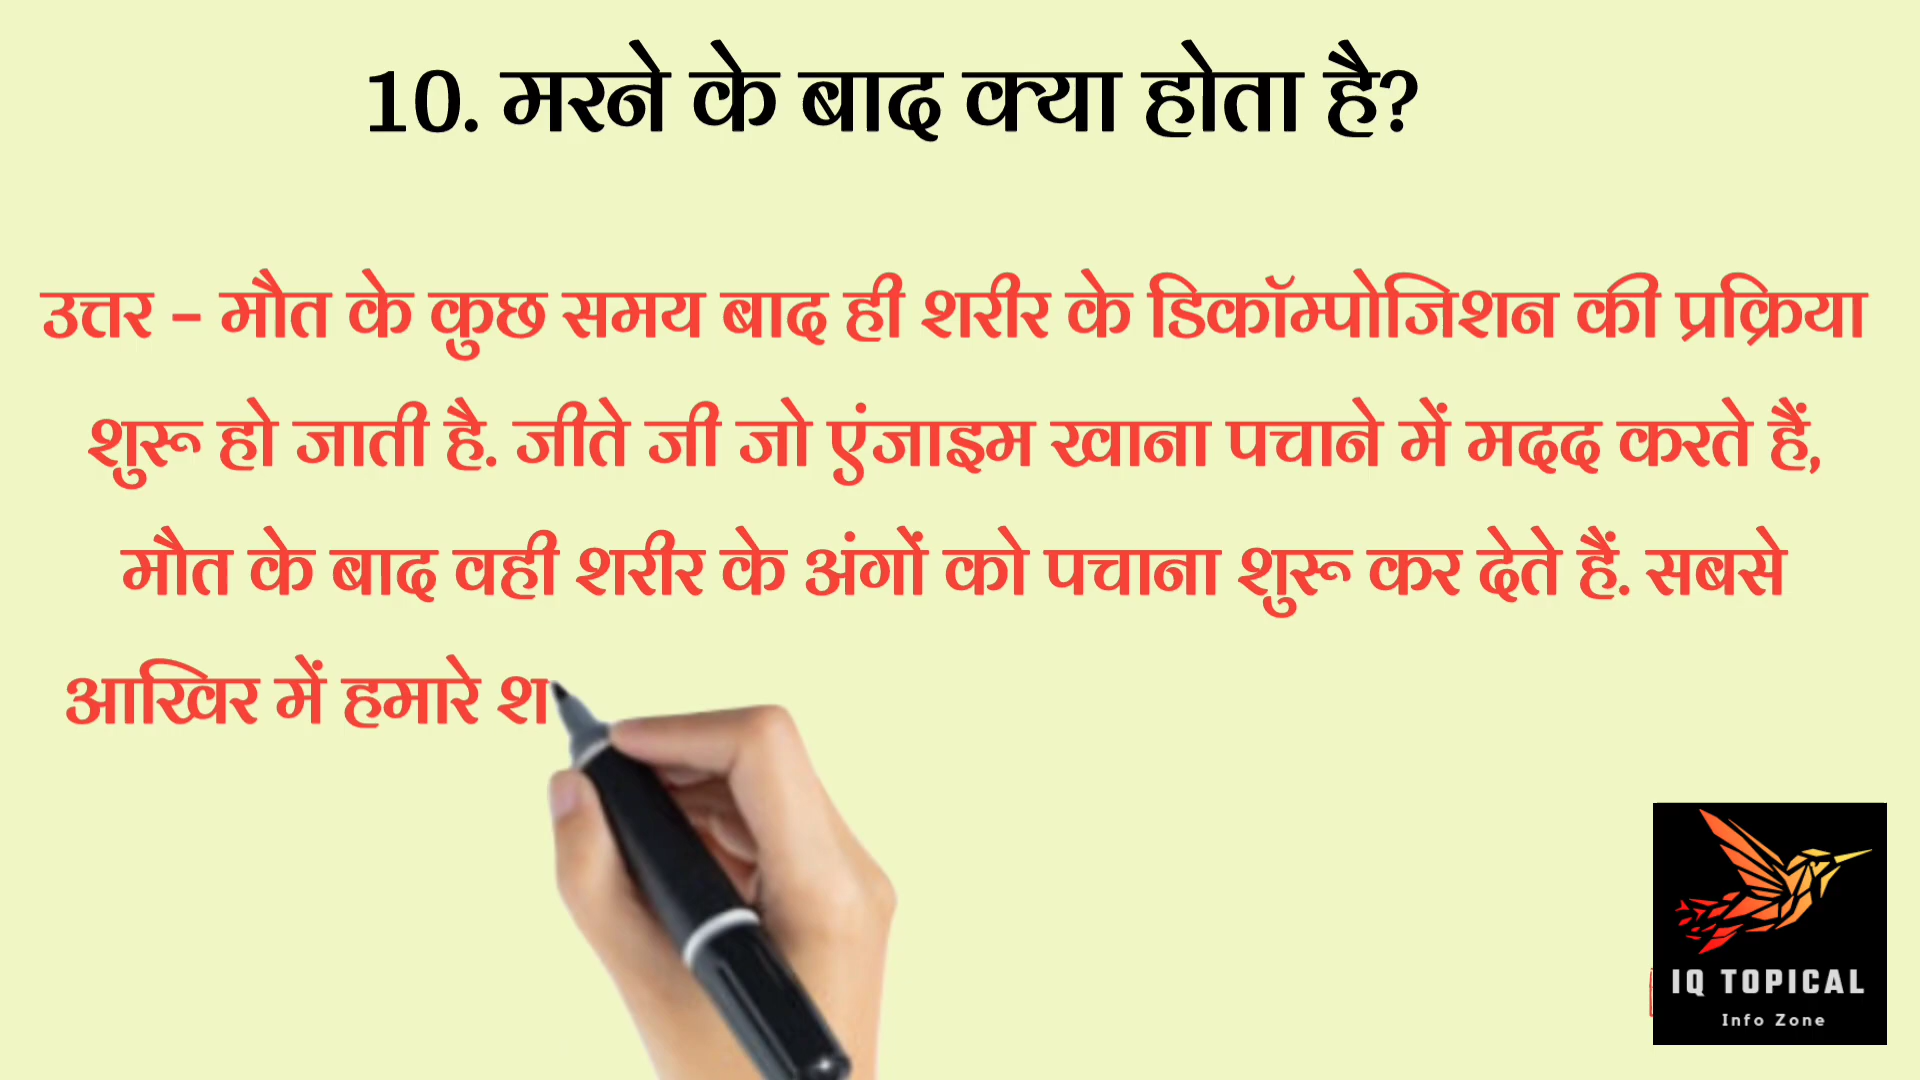 10. मरने के बाद क्या होता है?
उत्तर – मौत के कुछ समय बाद ही शरीर के डिकॉम्पोजिशन की प्रक्रिया
शुरू हो जाती है. जीते जी जो एंजाइम खाना पचाने में मदद करते हैं,
मौत के बाद वही शरीर के अंगों को पचाना शुरू कर देते हैं. सबसे
आखिर में हमारे श
IQ TOPICAL
Info Zone